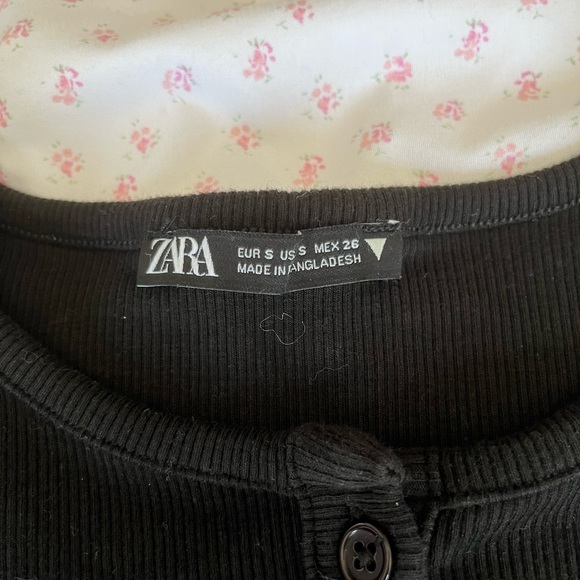 ZARA
EUR S US S MEX 26
MADE IN BANGLADESH